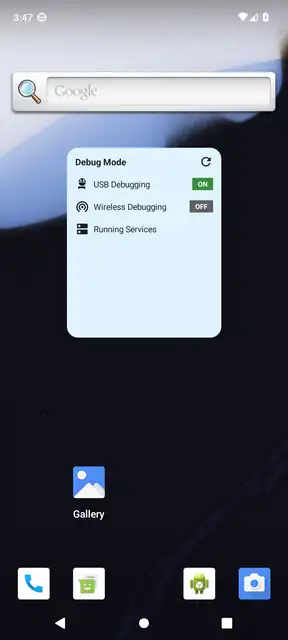 3:47
Google
Debug Mode
USB Debugging ON
Wireless Debugging OFF
Running Services
Gallery